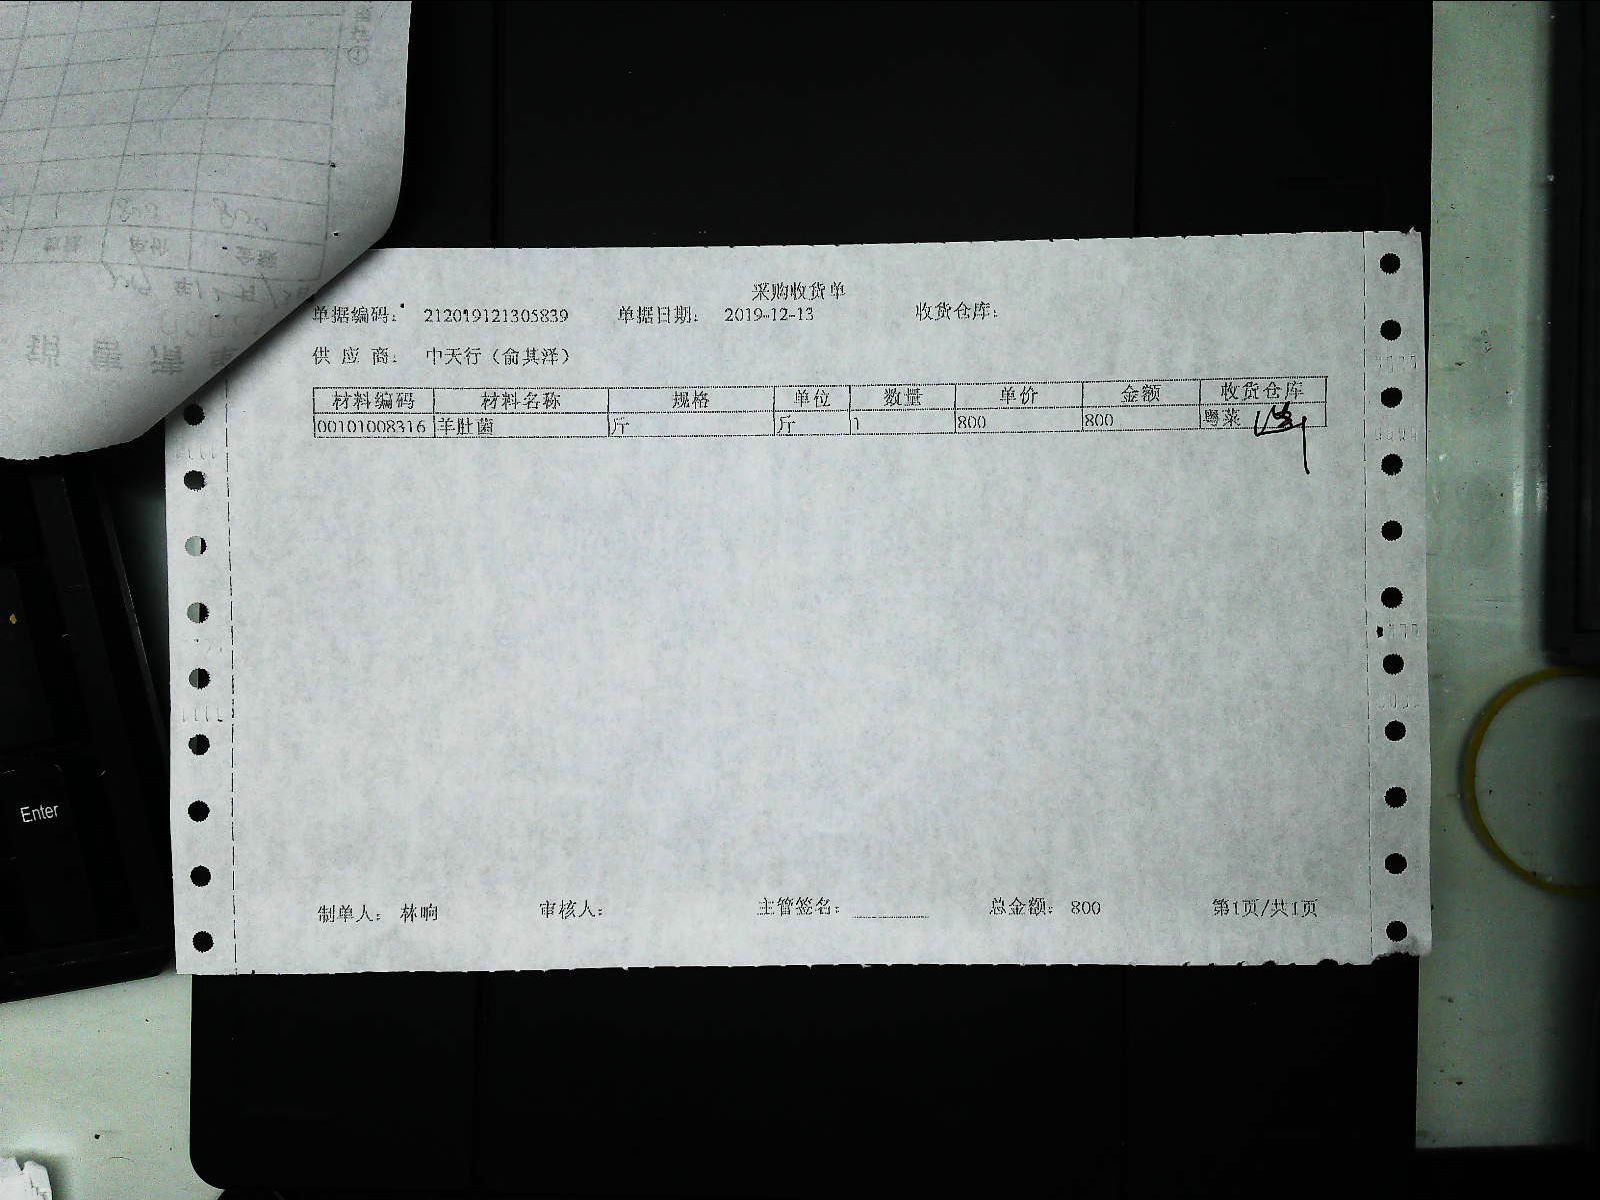 采购收货单
单据编码: 212019121305839 单据日期: 2019-12-13 收货仓库:
供 应 商: 中天行（俞其泽）
材料编码 材料名称 规格 单位 数量 单价 金额 收货仓库
00101008316 羊肚菌 斤 斤 1 800 800 粤菜
制单人: 林响 审核人: 主管签名: 总金额: 800 第1页/共1页
Enter